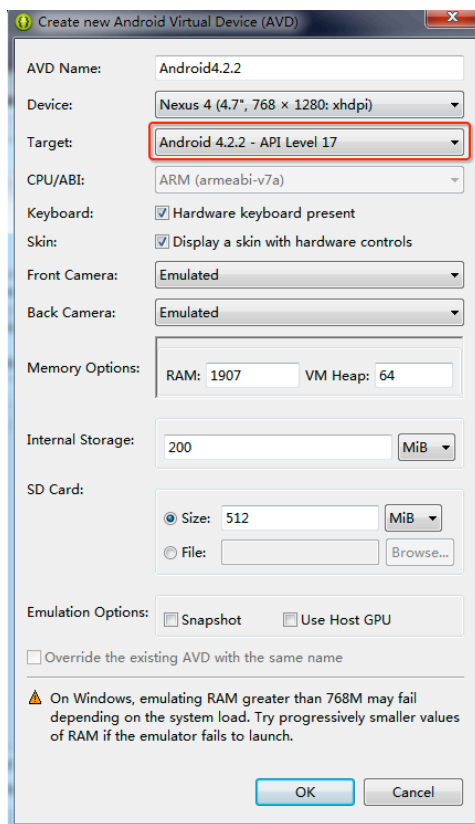 Create new Android Virtual Device (AVD)
AVD Name: Android4.2.2
Device: Nexus 4 (4.7", 768 × 1280: xhdpi)
Target: Android 4.2.2 - API Level 17
CPU/ABI: ARM (armeabi-v7a)
Keyboard: Hardware keyboard present
Skin: Display a skin with hardware controls
Front Camera: Emulated
Back Camera: Emulated
Memory Options: RAM: 1907 VM Heap: 64
Internal Storage: 200 MiB
SD Card:
Size: 512 MiB
File: Browse...
Emulation Options: Snapshot Use Host GPU
Override the existing AVD with the same name
On Windows, emulating RAM greater than 768M may fail
depending on the system load. Try progressively smaller values
of RAM if the emulator fails to launch.
OK Cancel